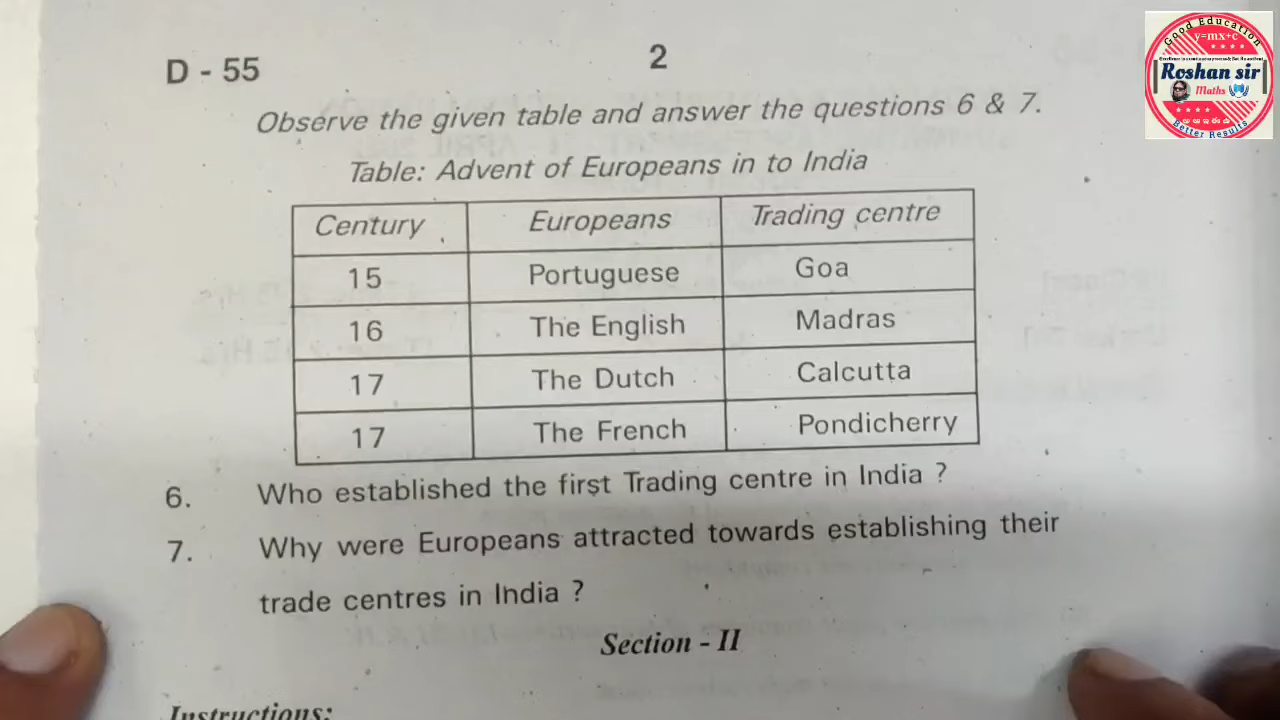 D - 55
2
Observe the given table and answer the questions 6 & 7.
Table: Advent of Europeans in to India
Century Europeans Trading centre
15 Portuguese Goa
16 The English Madras
17 The Dutch Calcutta
17 The French Pondicherry
6. Who established the first Trading centre in India ?
7. Why were Europeans attracted towards establishing their
trade centres in India ?
Section - II
Instructions:
Good Education
y=mx+c
Roshan sir
Maths
Better Results